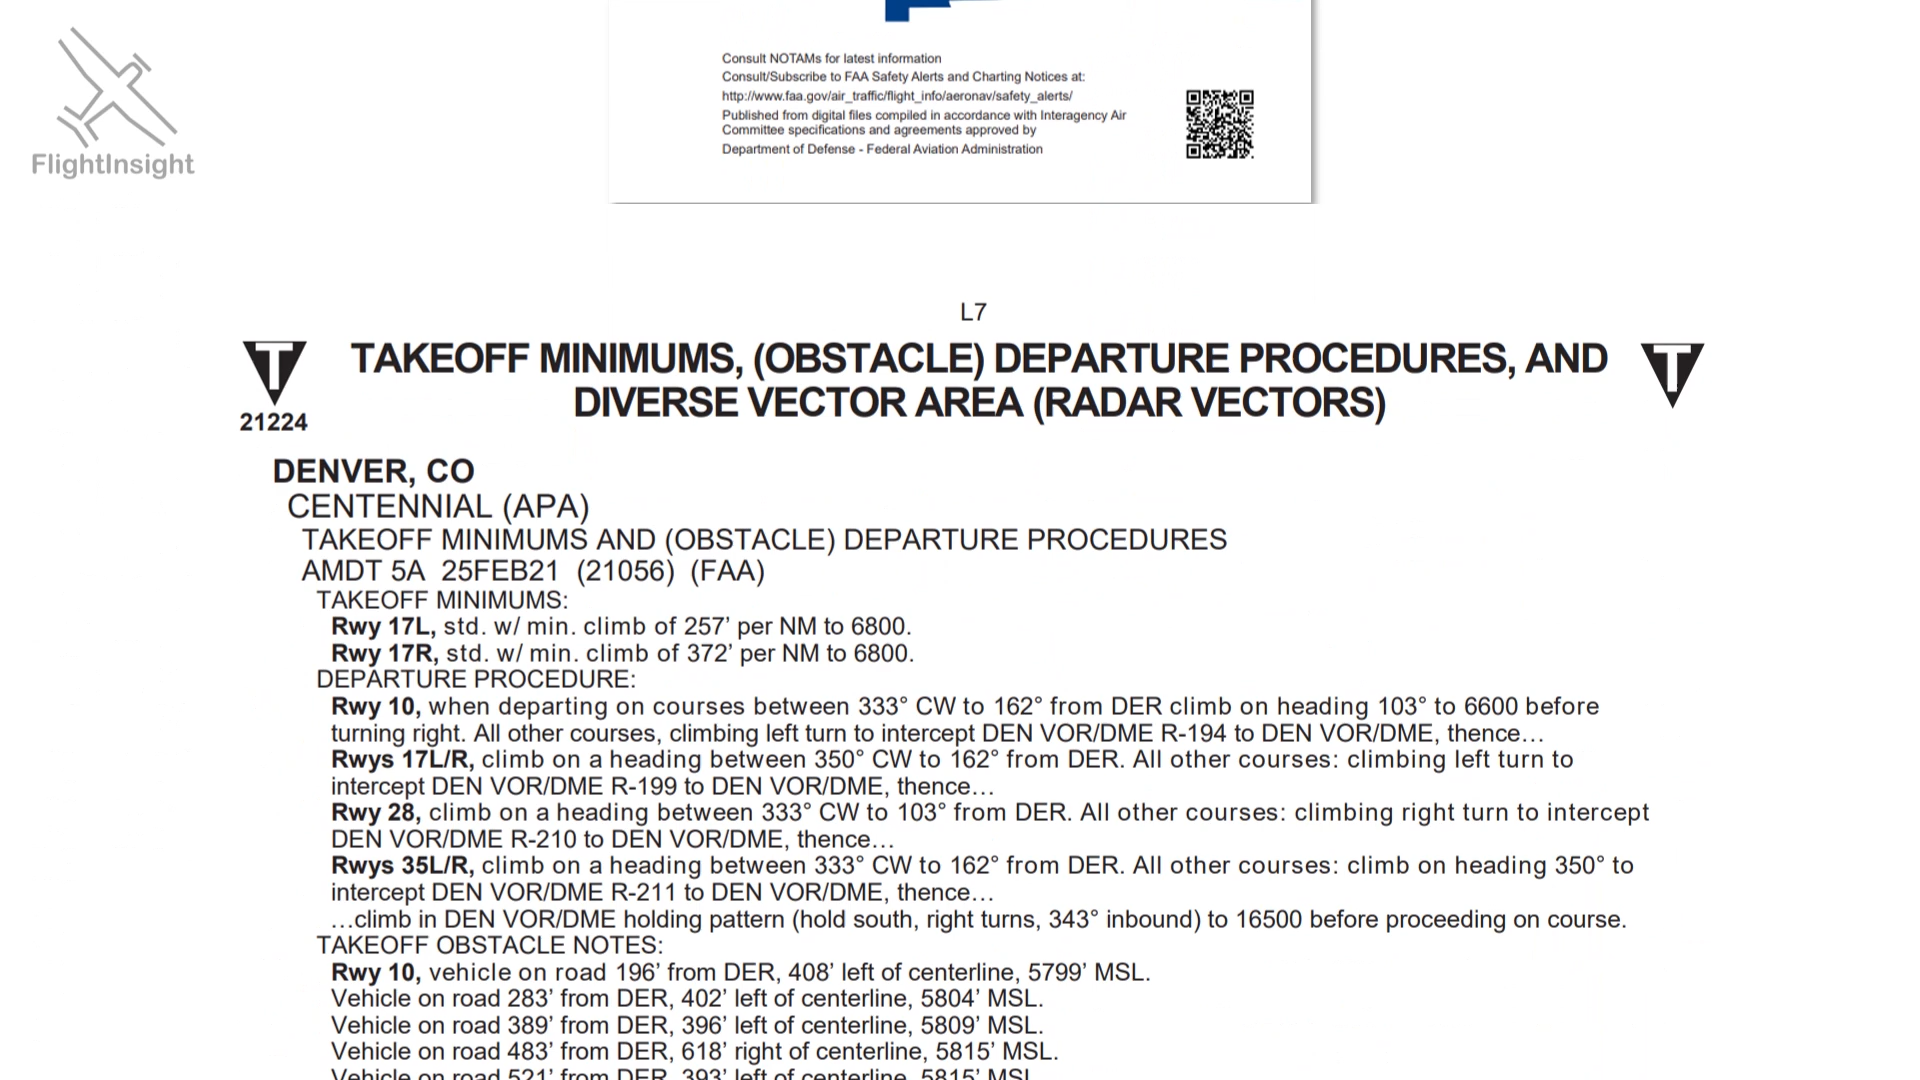 FlightInsight
Consult NOTAMs for latest information
Consult/Subscribe to FAA Safety Alerts and Charting Notices at:
http://www.faa.gov/air_traffic/flight_info/aeronav/safety_alerts/
Published from digital files compiled in accordance with Interagency Air
Committee specifications and agreements approved by
Department of Defense - Federal Aviation Administration
L7
T TAKEOFF MINIMUMS, (OBSTACLE) DEPARTURE PROCEDURES, AND T
DIVERSE VECTOR AREA (RADAR VECTORS)
21224
DENVER, CO
CENTENNIAL (APA)
TAKEOFF MINIMUMS AND (OBSTACLE) DEPARTURE PROCEDURES
AMDT 5A 25FEB21 (21056) (FAA)
TAKEOFF MINIMUMS:
Rwy 17L, std. w/ min. climb of 257’ per NM to 6800.
Rwy 17R, std. w/ min. climb of 372’ per NM to 6800.
DEPARTURE PROCEDURE:
Rwy 10, when departing on courses between 333° CW to 162° from DER climb on heading 103° to 6600 before
turning right. All other courses, climbing left turn to intercept DEN VOR/DME R-194 to DEN VOR/DME, thence…
Rwys 17L/R, climb on a heading between 350° CW to 162° from DER. All other courses: climbing left turn to
intercept DEN VOR/DME R-199 to DEN VOR/DME, thence…
Rwy 28, climb on a heading between 333° CW to 103° from DER. All other courses: climbing right turn to intercept
DEN VOR/DME R-210 to DEN VOR/DME, thence…
Rwys 35L/R, climb on a heading between 333° CW to 162° from DER. All other courses: climb on heading 350° to
intercept DEN VOR/DME R-211 to DEN VOR/DME, thence…
…climb in DEN VOR/DME holding pattern (hold south, right turns, 343° inbound) to 16500 before proceeding on course.
TAKEOFF OBSTACLE NOTES:
Rwy 10, vehicle on road 196’ from DER, 408’ left of centerline, 5799’ MSL.
Vehicle on road 283’ from DER, 402’ left of centerline, 5804’ MSL.
Vehicle on road 389’ from DER, 396’ left of centerline, 5809’ MSL.
Vehicle on road 483’ from DER, 618’ right of centerline, 5815’ MSL.
Vehicle on road 521’ from DER, 393’ left of centerline, 5815’ MSL.